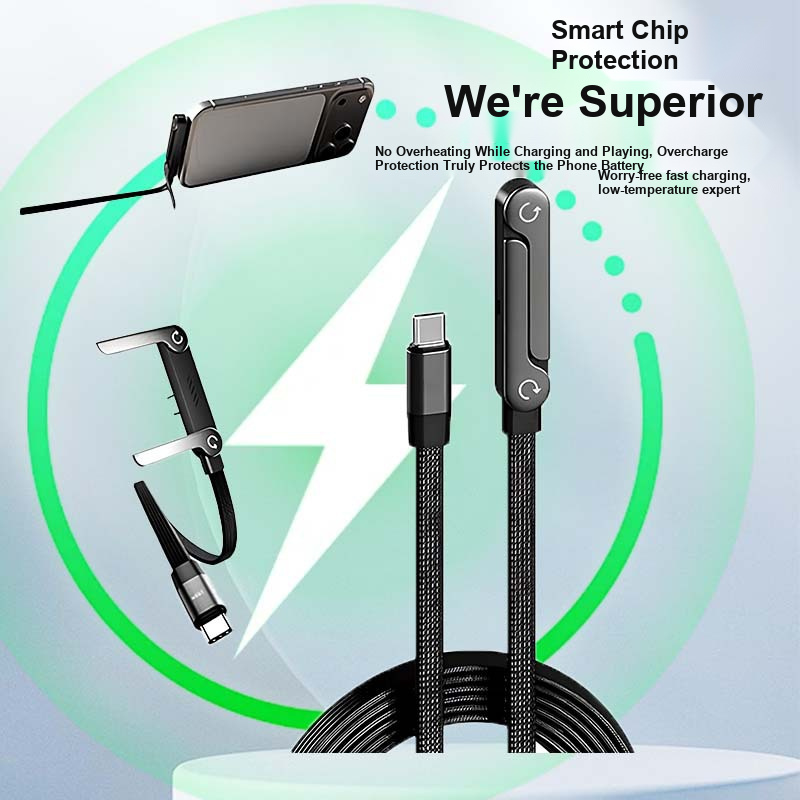 Smart Chip
Protection
We're Superior
No Overheating While Charging and Playing, Overcharge
Protection Truly Protects the Phone Battery
Worry-free fast charging,
low-temperature expert